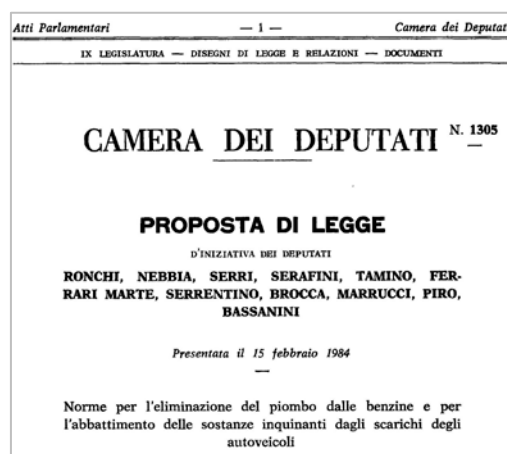 Atti Parlamentari — 1 — Camera dei Deputat
IX LEGISLATURA — DISEGNI DI LEGGE E RELAZIONI — DOCUMENTI
CAMERA DEI DEPUTATI N. 1305
PROPOSTA DI LEGGE
D'INIZIATIVA DEI DEPUTATI
RONCHI, NEBBIA, SERRI, SERAFINI, TAMINO, FER-
RARI MARTE, SERRENTINO, BROCCA, MARRUCCI, PIRO,
BASSANINI
Presentata il 15 febbraio 1984
Norme per l'eliminazione del piombo dalle benzine e per
l'abbattimento delle sostanze inquinanti dagli scarichi degli
autoveicoli